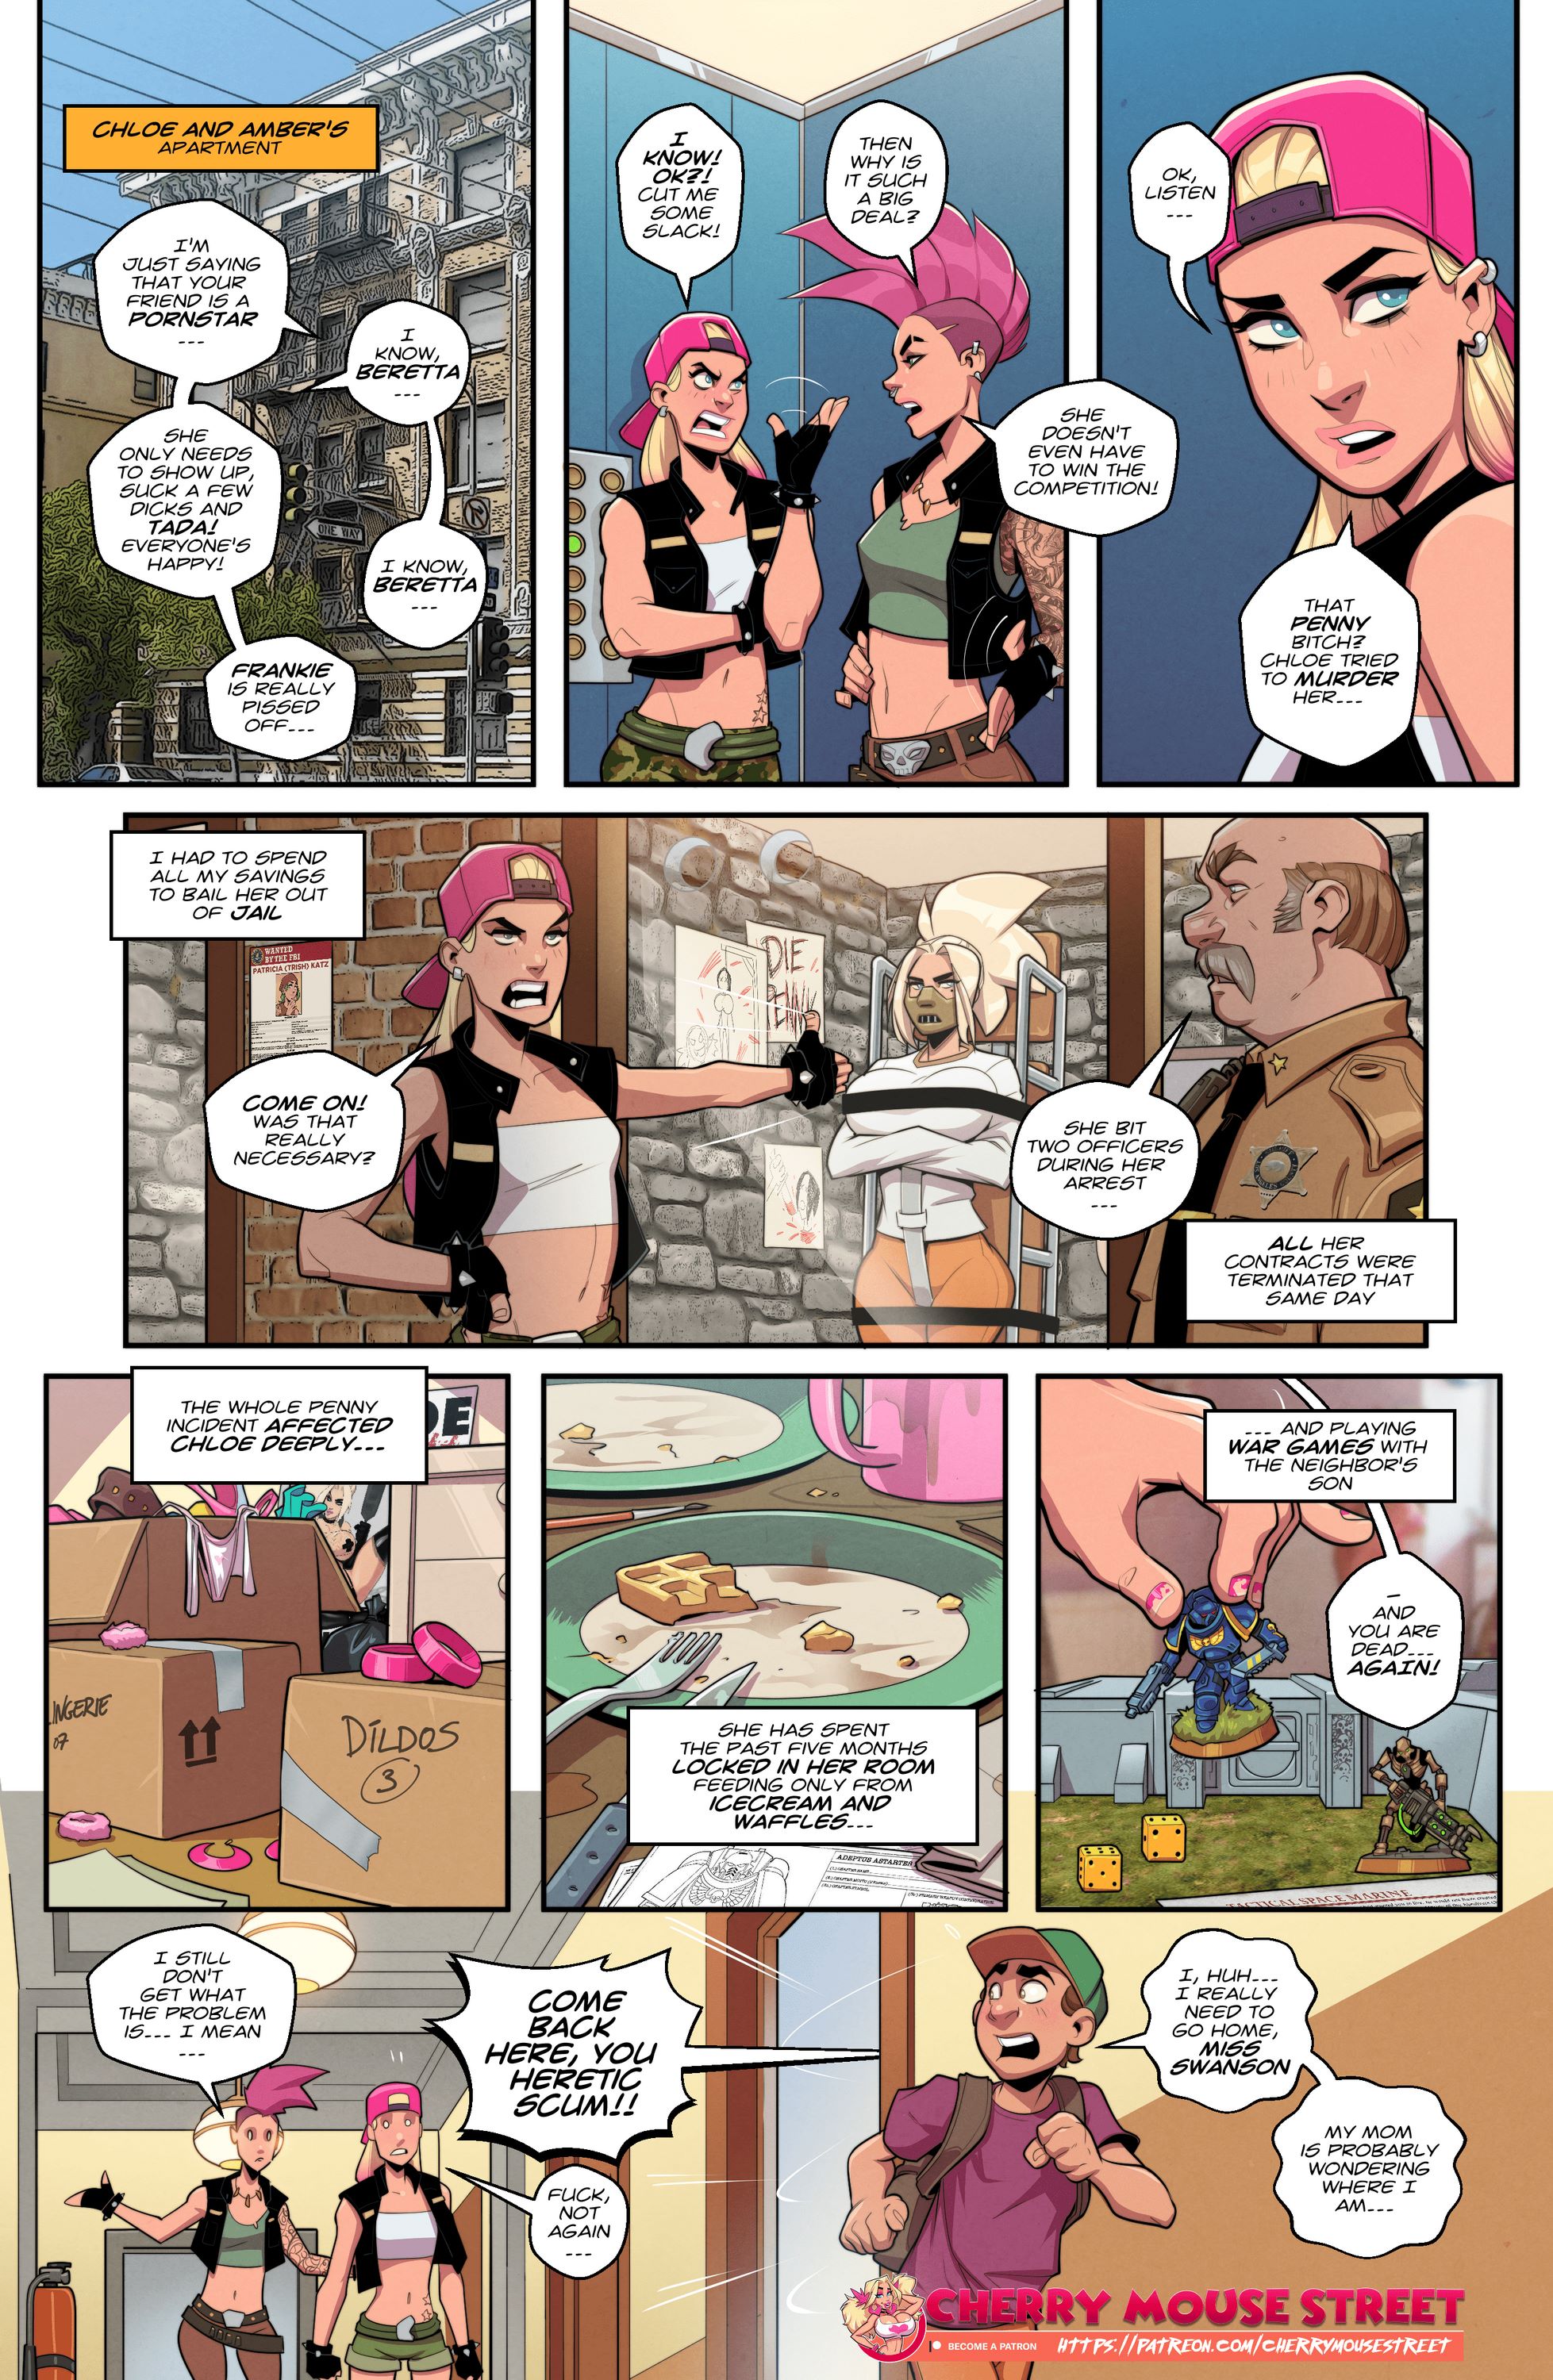 CHLOE AND AMBER'S
APARTMENT
I'M
JUST SAYING
THAT YOUR
FRIEND IS A
PORNSTAR
---
I
KNOW,
BERETTA
---
SHE
ONLY NEEDS
TO SHOW UP,
SUCK A FEW
DICKS AND
TADA!
EVERYONE'S
HAPPY!
ONE WAY
I KNOW,
BERETTA
---
FRANKIE
IS REALLY
PISSED
OFF---
I
KNOW!
OK?!
CUT ME
SOME
SLACK!
THEN
WHY IS
IT SUCH
A BIG
DEAL?
SHE
DOESN'T
EVEN HAVE
TO WIN THE
COMPETITION!
OK,
LISTEN
---
THAT
PENNY
BITCH?
CHLOE TRIED
TO MURDER
HER---
I HAD TO SPEND
ALL MY SAVINGS
TO BAIL HER OUT
OF JAIL
WANTED
BY THE FBI
PATRICIA (TRISH) KATZ
DIE
COME ON!
WAS THAT
REALLY
NECESSARY?
SHE BIT
TWO OFFICERS
DURING HER
ARREST
---
ALL HER
CONTRACTS WERE
TERMINATED THAT
SAME DAY
THE WHOLE PENNY
INCIDENT AFFECTED
CHLOE DEEPLY---
OE
INGERIE
07
DILDOS
3
SHE HAS SPENT
THE PAST FIVE MONTHS
LOCKED IN HER ROOM
FEEDING ONLY FROM
ICECREAM AND
WAFFLES---
ADEPTUS ASTARTES
--- AND PLAYING
WAR GAMES WITH
THE NEIGHBOR'S
SON
—
AND
YOU ARE
DEAD---
AGAIN!
TACTICAL SPACE MARINE
I STILL
DON'T
GET WHAT
THE PROBLEM
IS--- I MEAN
---
COME
BACK
HERE, YOU
HERETIC
SCUM!!
FUCK,
NOT
AGAIN
---
I, HUH---
I REALLY
NEED TO
GO HOME,
MISS
SWANSON
MY MOM
IS PROBABLY
WONDERING
WHERE I
AM---
CHERRY MOUSE STREET
BECOME A PATRON
HTTPS://PATREON.COM/CHERRYMOUSESTREET